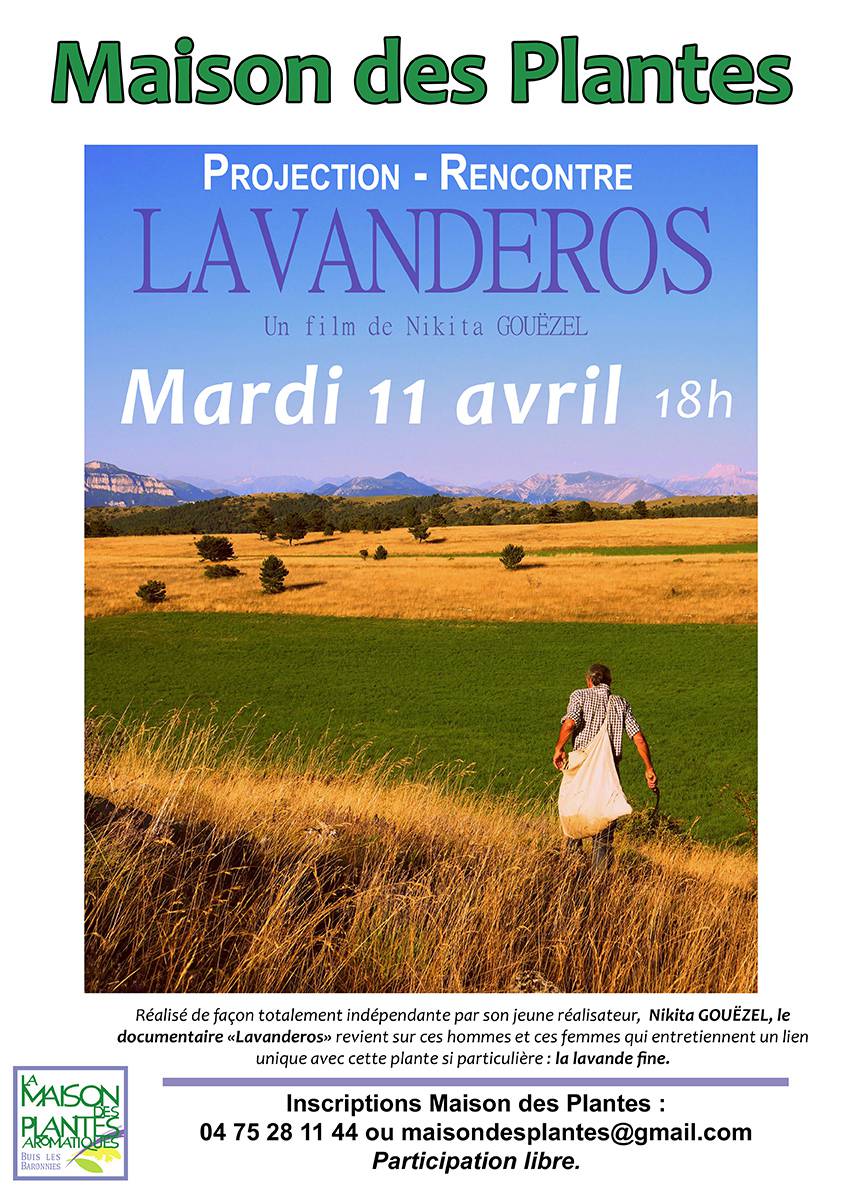 Maison des Plantes
PROJECTION - RENCONTRE
LAVANDEROS
Un film de Nikita GOUËZEL
Mardi 11 avril 18h
Réalisé de façon totalement indépendante par son jeune réalisateur, Nikita GOUËZEL, le
documentaire «Lavanderos» revient sur ces hommes et ces femmes qui entretiennent un lien
unique avec cette plante si particulière : la lavande fine.
LA
MAISON
DES
PLANTES
AROMATIQUES
BUIS LES
BARONNIES
Inscriptions Maison des Plantes :
04 75 28 11 44 ou maisondesplantes@gmail.com
Participation libre.